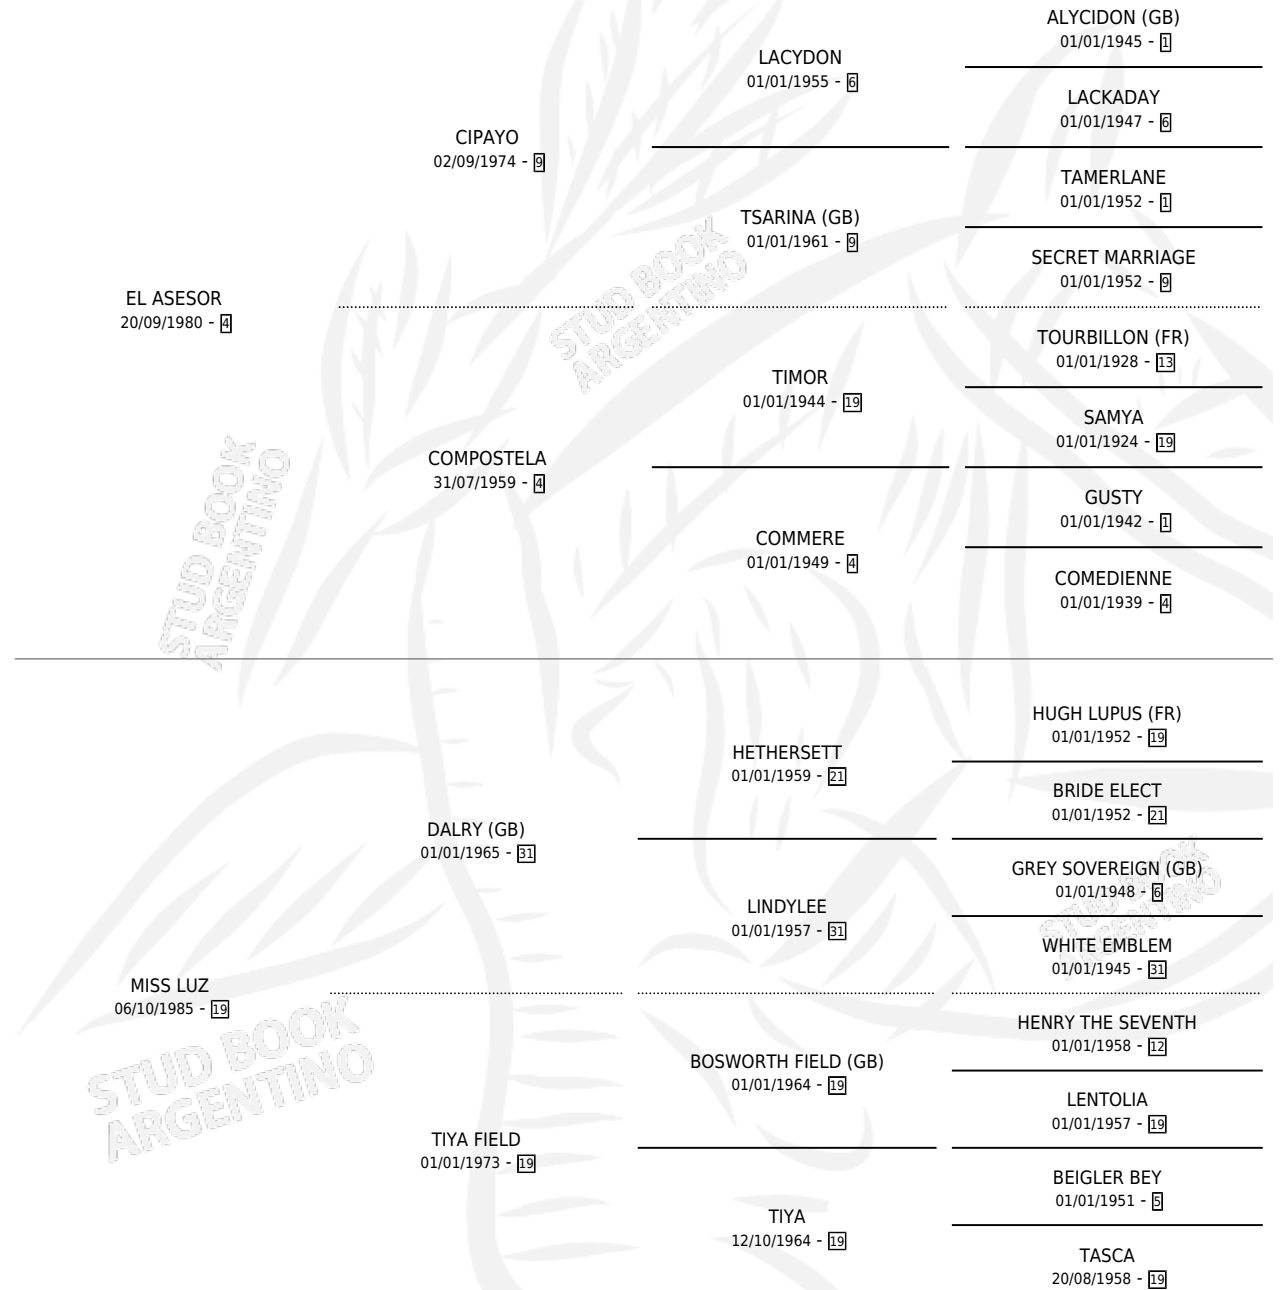 ALYCIDON (GB)
01/01/1945 - 1
LACYDON
01/01/1955 - 6
LACKADAY
01/01/1947 - 6
CIPAYO
02/09/1974 - 9
TAMERLANE
01/01/1952 - 1
TSARINA (GB)
01/01/1961 - 9
SECRET MARRIAGE
01/01/1952 - 9
EL ASESOR
20/09/1980 - 4
TOURBILLON (FR)
01/01/1928 - 13
TIMOR
01/01/1944 - 19
SAMYA
01/01/1924 - 19
COMPOSTELA
31/07/1959 - 4
GUSTY
01/01/1942 - 1
COMMERE
01/01/1949 - 4
COMEDIENNE
01/01/1939 - 4
HUGH LUPUS (FR)
01/01/1952 - 19
HETHERSETT
01/01/1959 - 21
BRIDE ELECT
01/01/1952 - 21
DALRY (GB)
01/01/1965 - 31
GREY SOVEREIGN (GB)
01/01/1948 - 6
LINDYLEE
01/01/1957 - 31
WHITE EMBLEM
01/01/1945 - 31
MISS LUZ
06/10/1985 - 19
HENRY THE SEVENTH
01/01/1958 - 12
BOSWORTH FIELD (GB)
01/01/1964 - 19
LENTOLIA
01/01/1957 - 19
TIYA FIELD
01/01/1973 - 19
BEIGLER BEY
01/01/1951 - 5
TIYA
12/10/1964 - 19
TASCA
20/08/1958 - 19
STUD BOOK
ARGENTINO
STUD BOOK
ARGENTINO
STUD BOOK
ARGENTINO
STUD BOOK
ARGENTINO